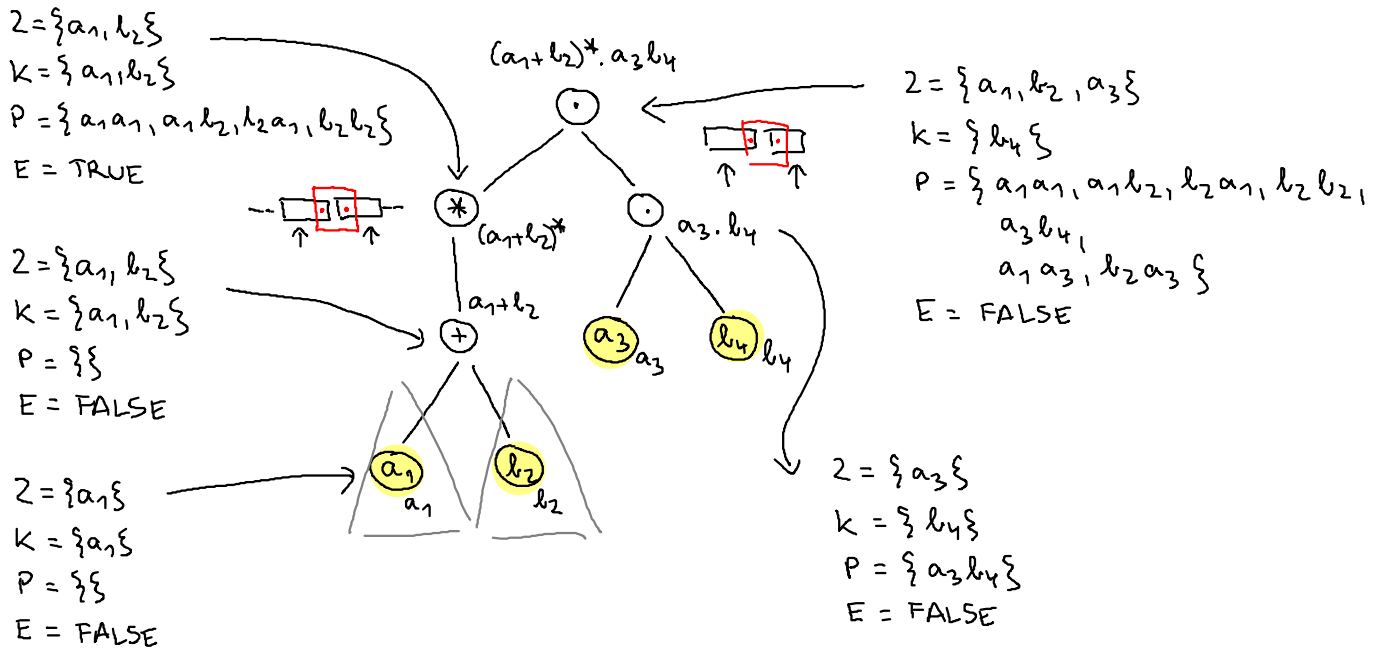 Z = {a1, b2}
K = {a1, b2}
P = {a1a1, a1b2, b2a1, b2b2}
E = TRUE
(a1+b2)*.a3b4
.
Z = {a1, b2, a3}
K = {b4}
P = {a1a1, a1b2, b2a1, b2b2,
a3b4,
a1a3, b2a3}
E = FALSE
*
(a1+b2)*
.
a3.b4
Z = {a1, b2}
K = {a1, b2}
P = {}
E = FALSE
a1+b2
+
a3
a3
b4
b4
Z = {a1}
K = {a1}
P = {}
E = FALSE
a1
a1
b2
b2
Z = {a3}
K = {b4}
P = {a3b4}
E = FALSE